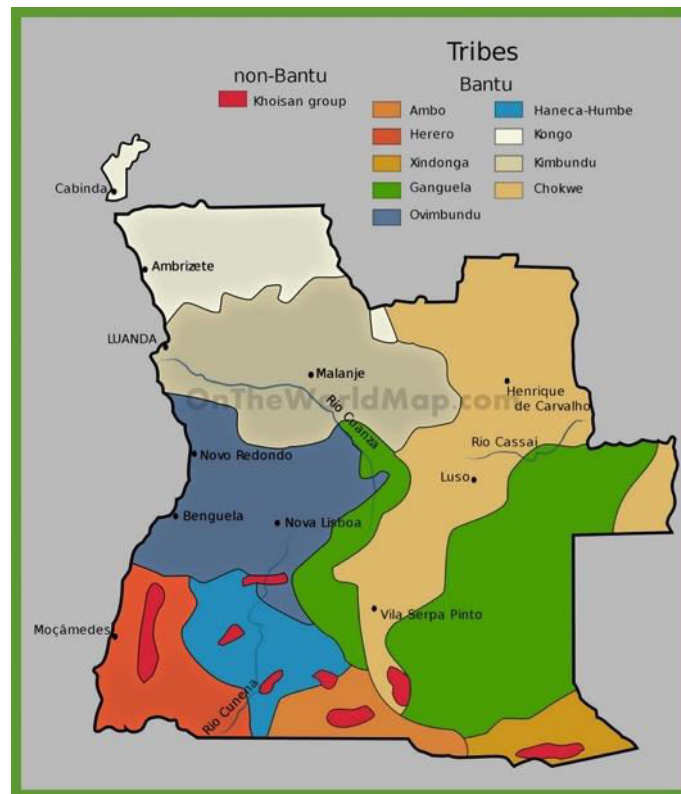 Tribes
non-Bantu
Bantu
Khoisan group
Ambo
Herero
Xindonga
Ganguela
Ovimbundu
Haneca-Humbe
Kongo
Kimbundu
Chokwe
Cabinda
Ambrizete
LUANDA
Malanje
OnTheWorldMap.com
Henrique
de Carvalho
Rio Cuanza
Rio Cassai
Novo Redondo
Luso
Benguela
Nova Lisboa
Vila Serpa Pinto
Moçâmedes
Rio Cunena